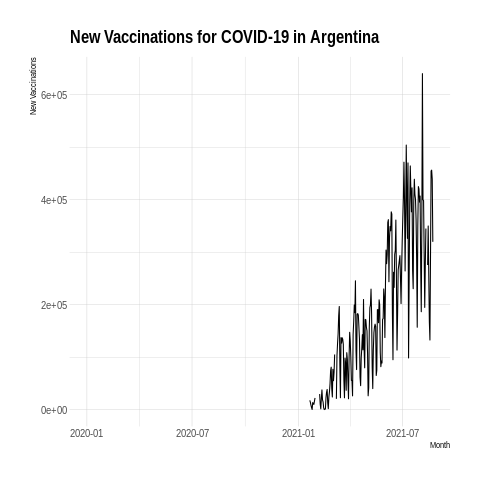 New Vaccinations for COVID-19 in Argentina
New Vaccinations
6e+05
4e+05
2e+05
0e+00
2020-01
2020-07
2021-01
2021-07
Month